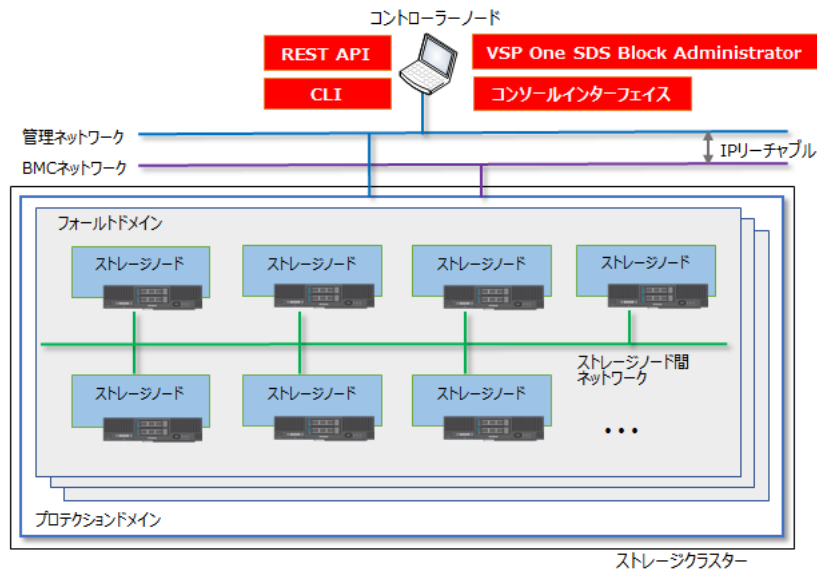 コントローラーノード
REST API
VSP One SDS Block Administrator
CLI
コンソールインターフェイス
管理ネットワーク
IPリーチャブル
BMCネットワーク
フォールトドメイン
ストレージノード
ストレージノード
ストレージノード
ストレージノード
ストレージノード間
ネットワーク
ストレージノード
ストレージノード
ストレージノード
・・・
プロテクションドメイン
ストレージクラスター